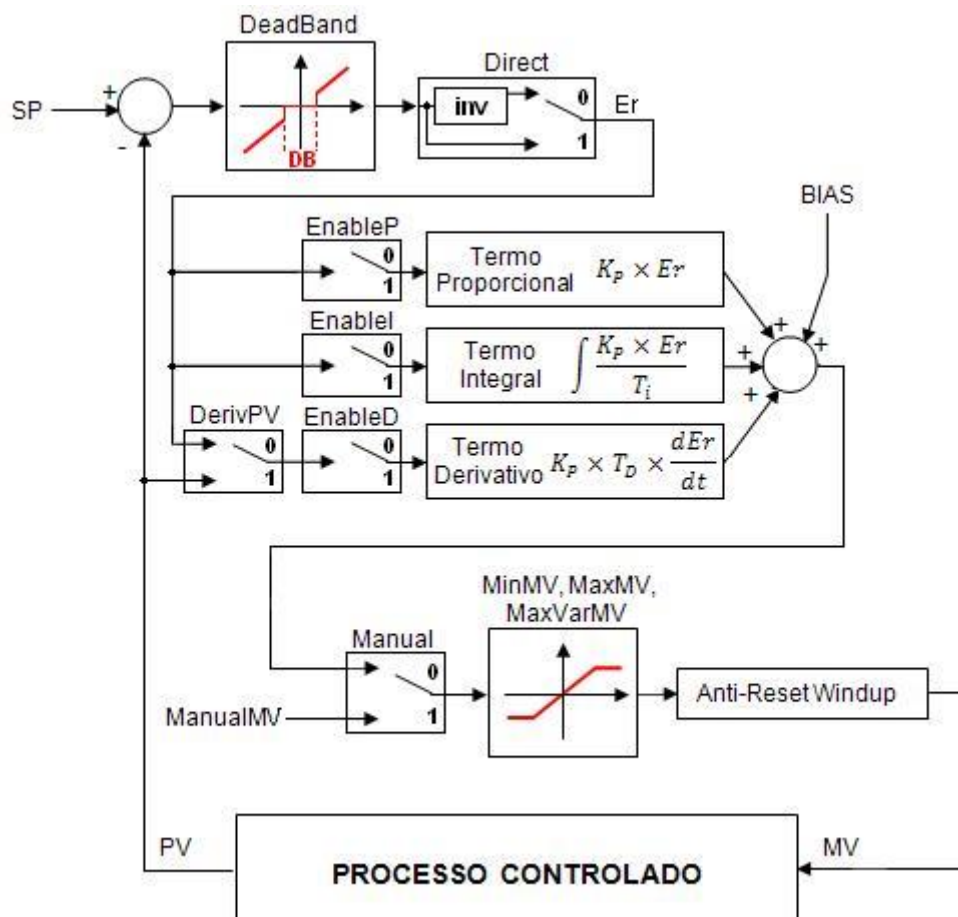 DeadBand
Direct
SP
+
-
DB
inv
0
1
Er
BIAS
EnableP
0
1
Termo
Proporcional
K_P × Er
+
+
EnableI
0
1
Termo
Integral
∫ K_P × Er / T_i
+
+
DerivPV
0
1
EnableD
0
1
Termo
Derivativo
K_P × T_D × dEr/dt
MinMV, MaxMV,
MaxVarMV
Manual
0
1
ManualMV
Anti-Reset Windup
PV
MV
PROCESSO CONTROLADO